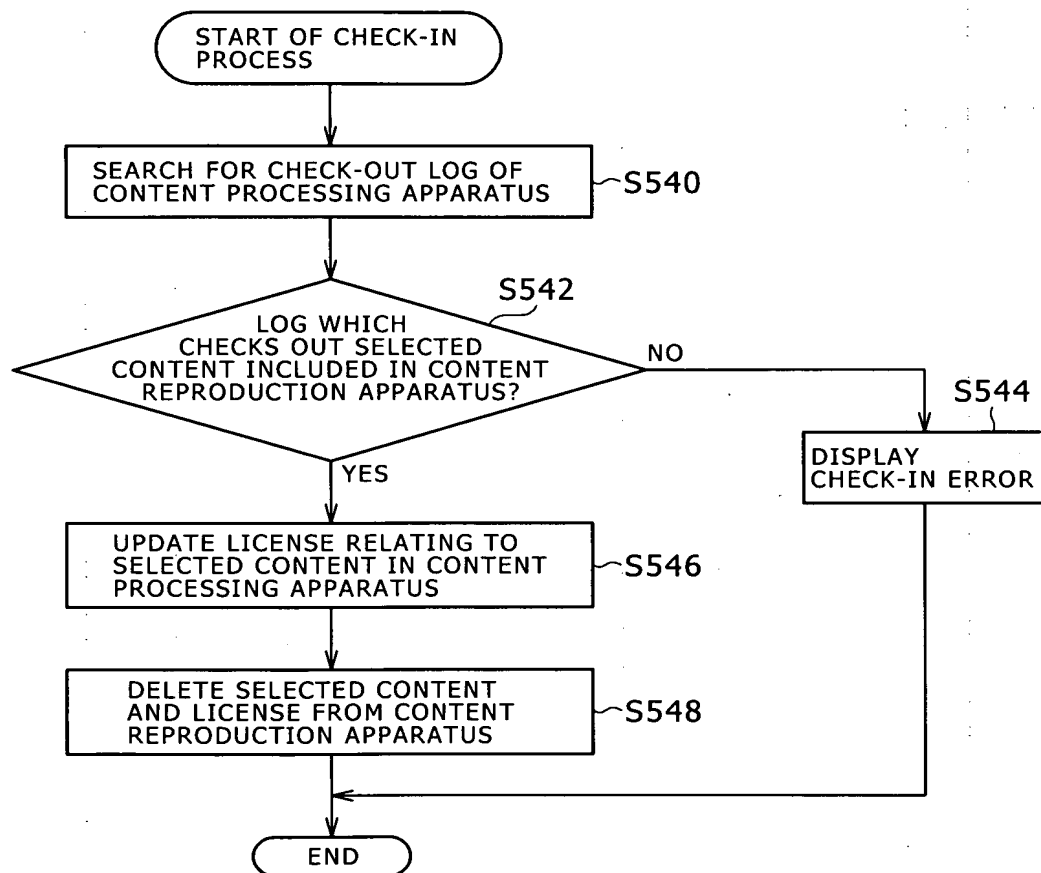 START OF CHECK-IN
PROCESS
SEARCH FOR CHECK-OUT LOG OF
CONTENT PROCESSING APPARATUS
S540
S542
LOG WHICH
CHECKS OUT SELECTED
CONTENT INCLUDED IN CONTENT
REPRODUCTION APPARATUS?
NO
YES
S544
DISPLAY
CHECK-IN ERROR
UPDATE LICENSE RELATING TO
SELECTED CONTENT IN CONTENT
PROCESSING APPARATUS
S546
DELETE SELECTED CONTENT
AND LICENSE FROM CONTENT
REPRODUCTION APPARATUS
S548
END